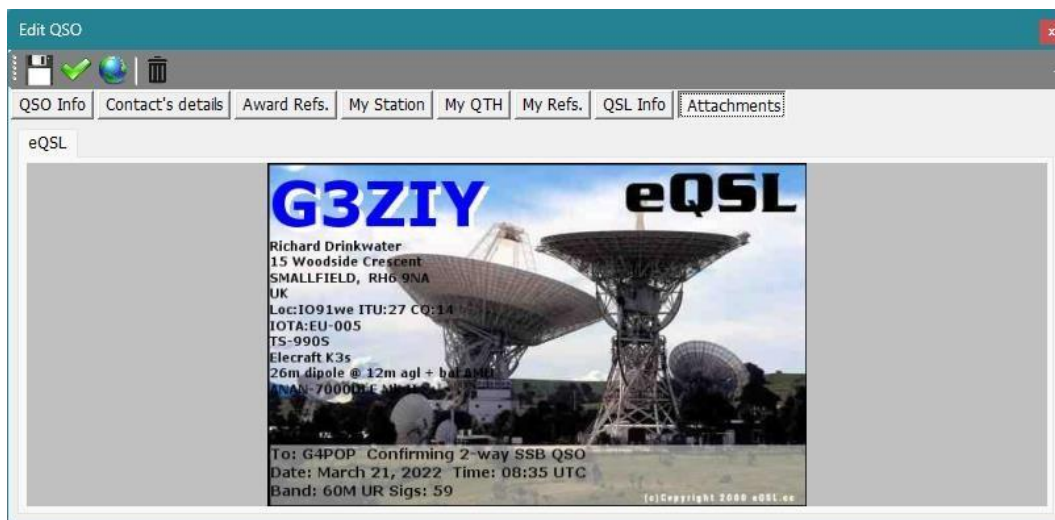 Edit QSO
QSO Info Contact's details Award Refs. My Station My QTH My Refs. QSL Info Attachments
eQSL
G3ZIY eQSL
Richard Drinkwater
15 Woodside Crescent
SMALLFIELD, RH6 9NA
UK
Loc:IO91we ITU:27 CQ:14
IOTA:EU-005
TS-990S
Elecraft K3s
26m dipole @ 12m agl + bal AMU
To: G4POP Confirming 2-way SSB QSO
Date: March 21, 2022 Time: 08:35 UTC
Band: 60M UR Sigs: 59
(c)Copyright 2000 eQSL.cc